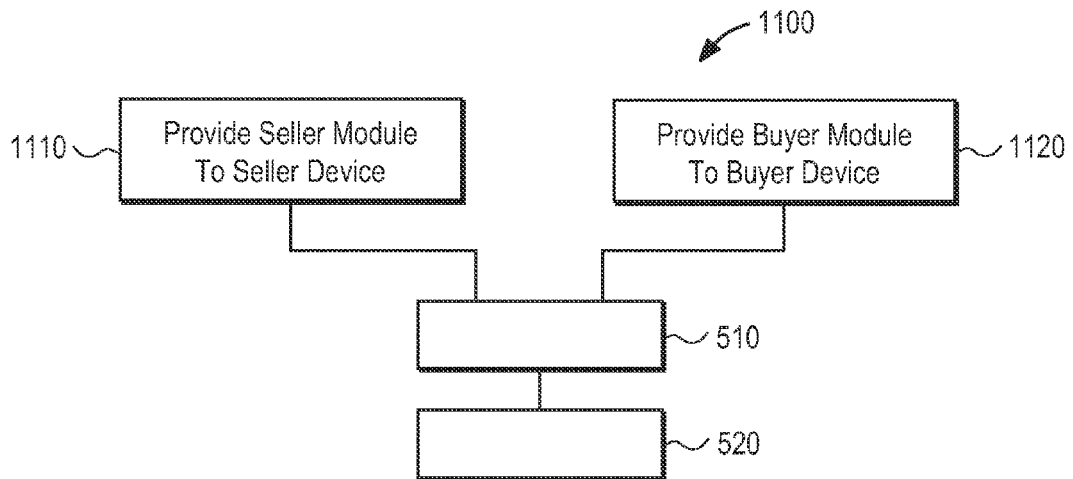 1100
1110
Provide Seller Module
To Seller Device
Provide Buyer Module
To Buyer Device
1120
510
520